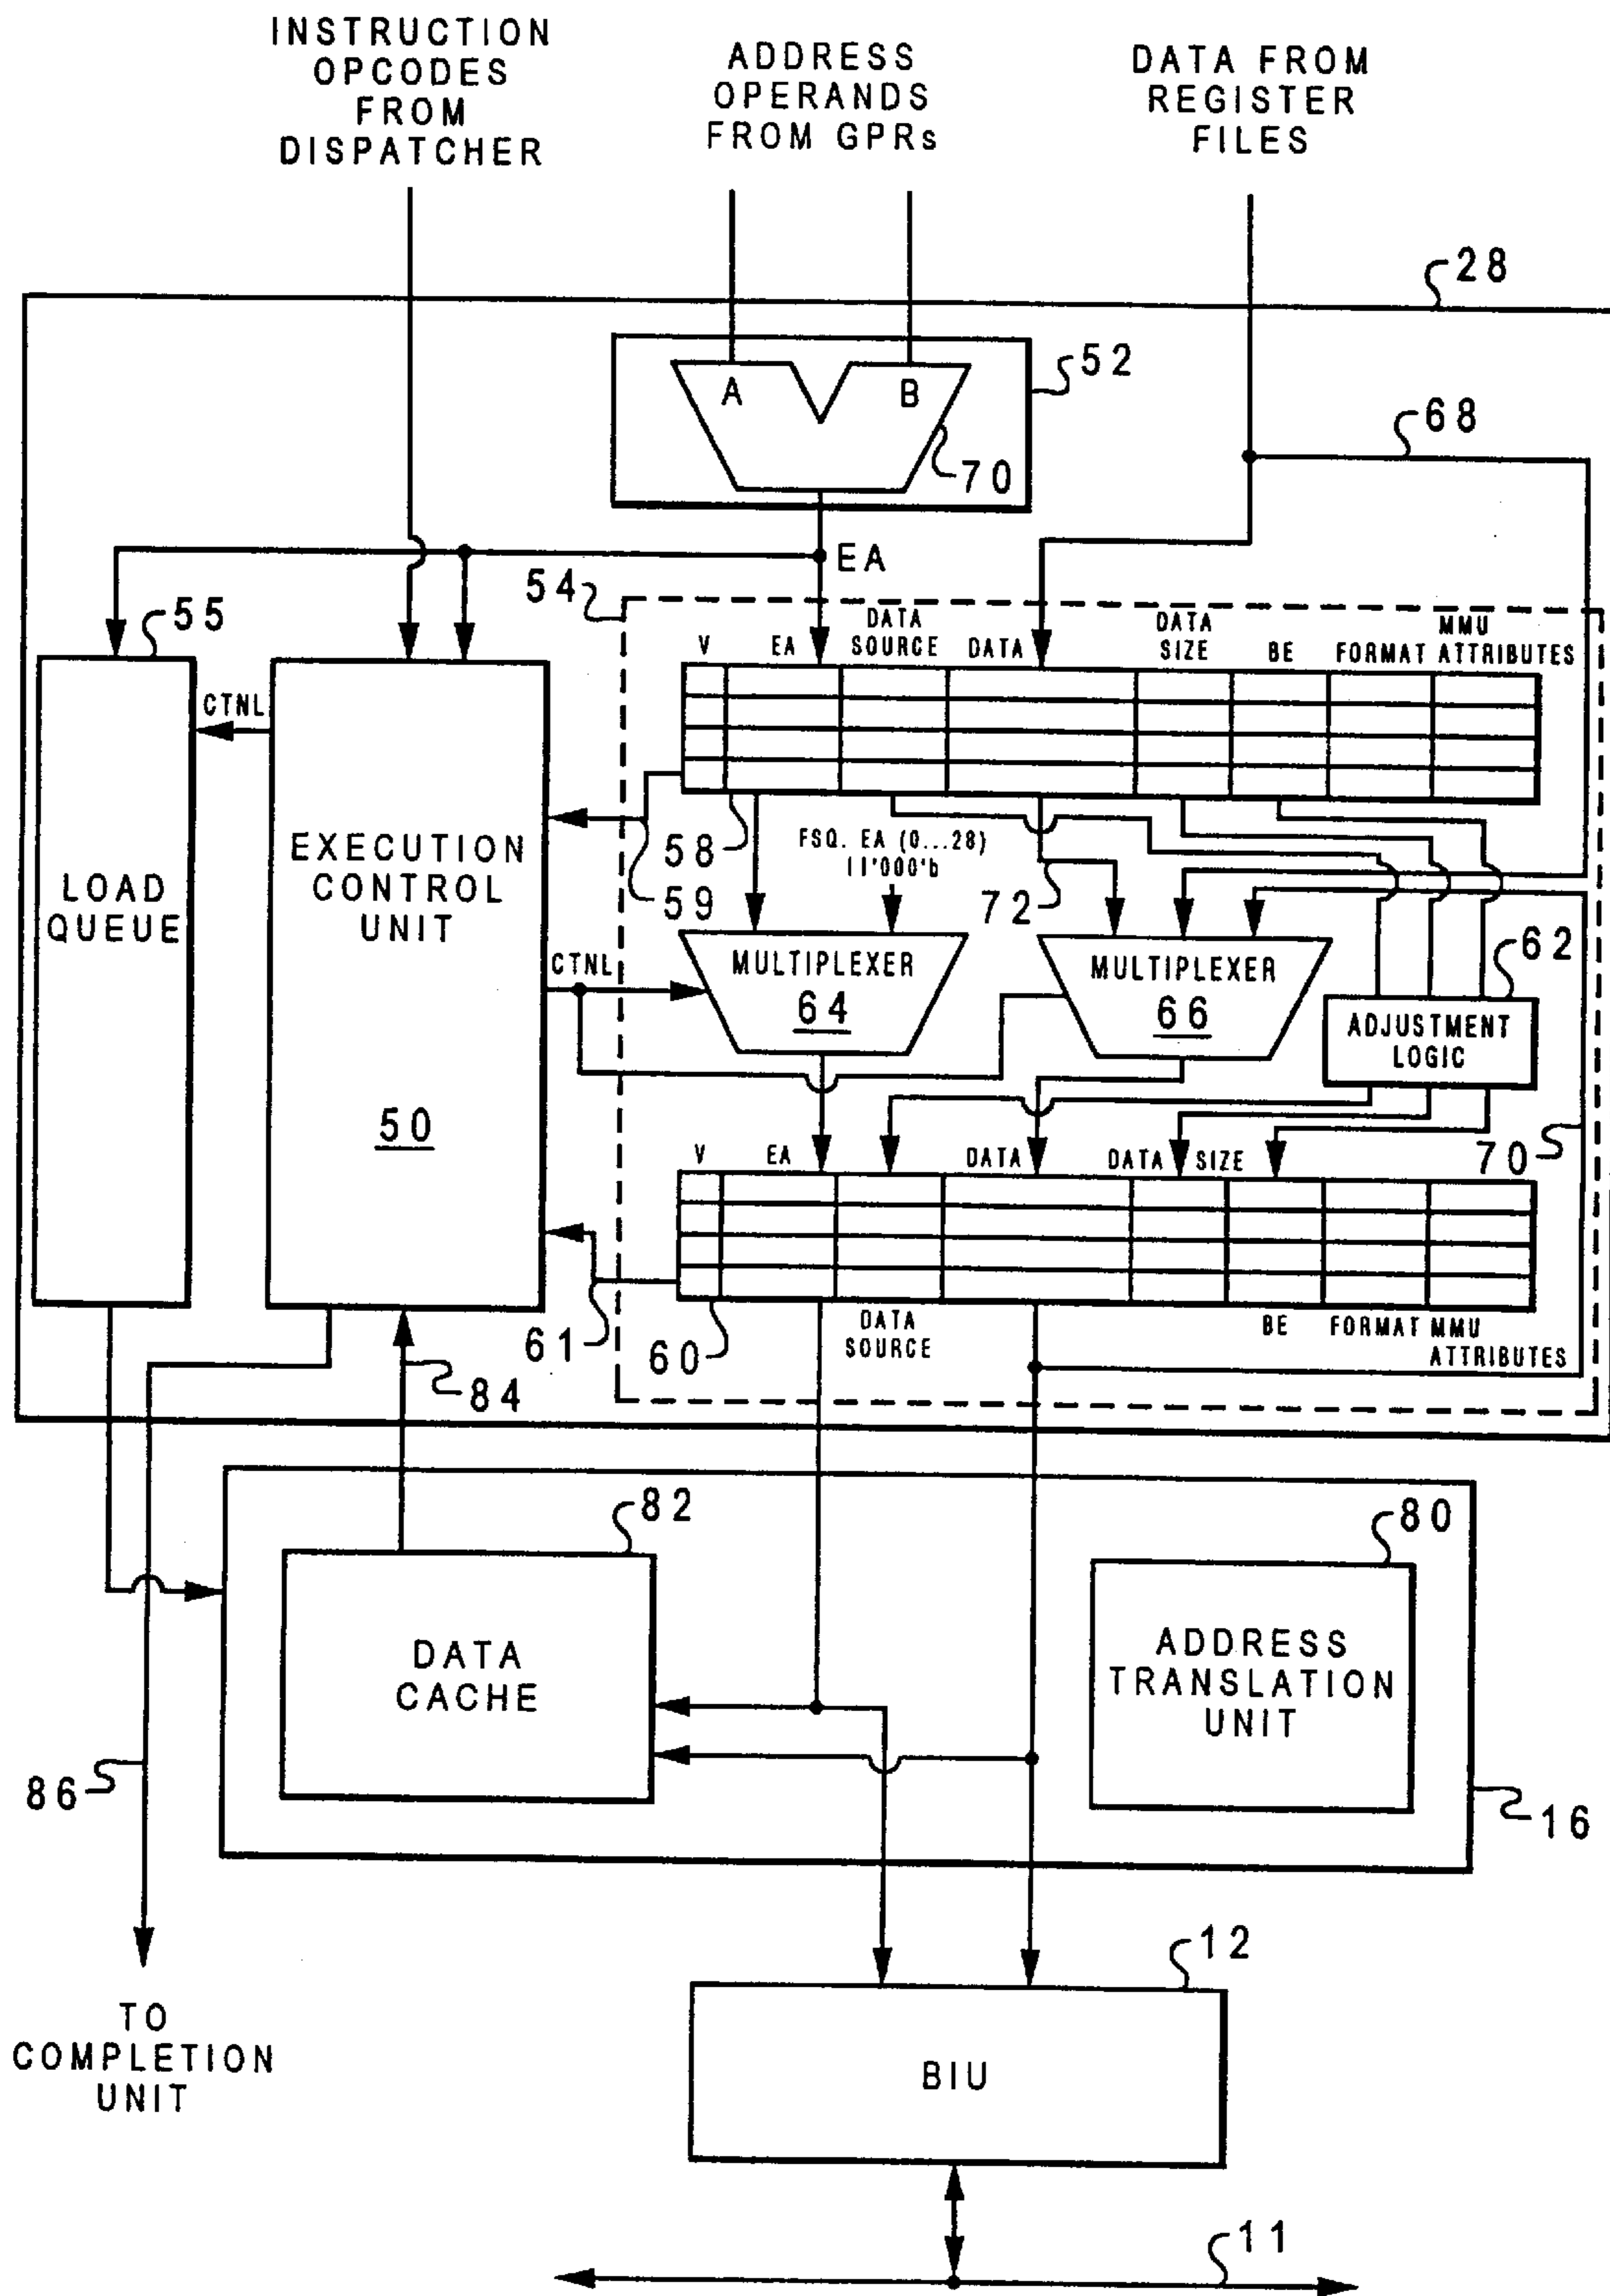 INSTRUCTION
OPCODES
FROM
DISPATCHER
ADDRESS
OPERANDS
FROM GPRs
DATA FROM
REGISTER
FILES
28
A
B
52
70
68
EA
54
55
DATA
SOURCE
DATA
SIZE
MMU
V
EA
DATA
BE
FORMAT ATTRIBUTES
CTNL
LOAD
QUEUE
EXECUTION
CONTROL
UNIT
50
58
59
FSQ. EA (0...28)
||'000'b
72
CTNL
MULTIPLEXER
64
MULTIPLEXER
66
62
ADJUSTMENT
LOGIC
70
V
EA
DATA
DATA SIZE
61
60
DATA
SOURCE
BE
FORMAT MMU
ATTRIBUTES
84
82
80
DATA
CACHE
ADDRESS
TRANSLATION
UNIT
86
16
TO
COMPLETION
UNIT
12
BIU
11